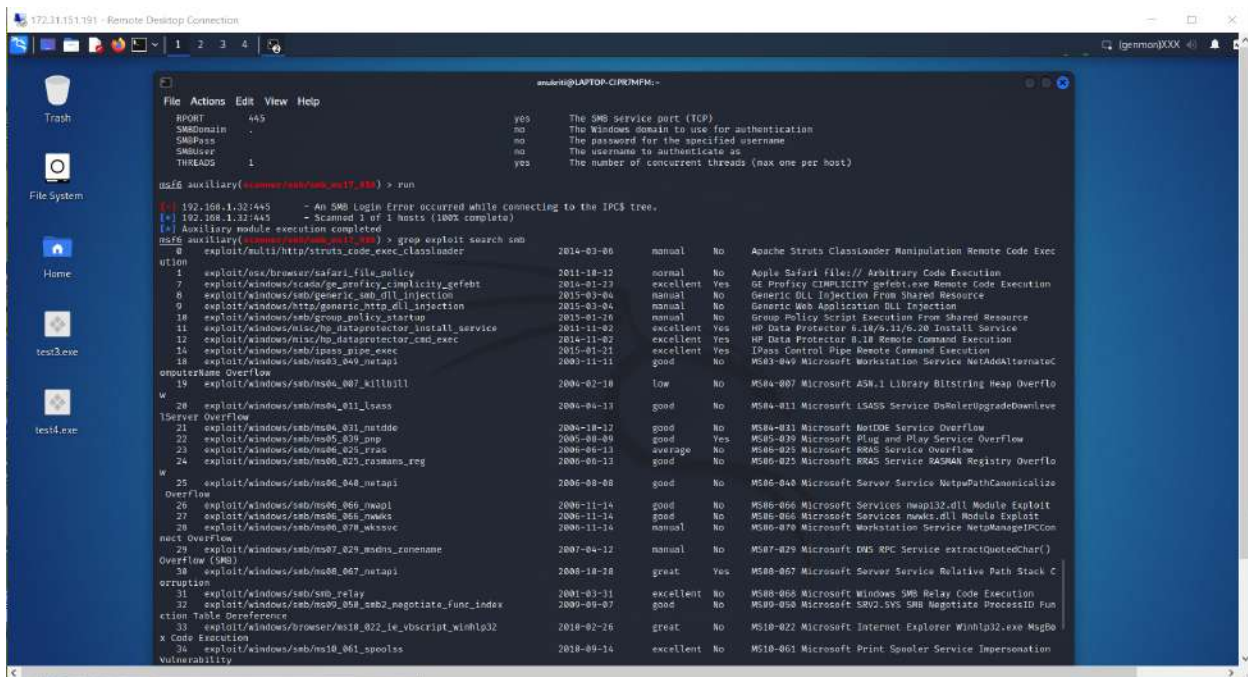 172.31.151.191 - Remote Desktop Connection
1 2 3 4
(genmon)XXX
Trash
File System
Home
test3.exe
test4.exe
anukriti@LAPTOP-CIPR7MFM: ~
File Actions Edit View Help
RPORT 445 yes The SMB service port (TCP)
SMBDomain . no The Windows domain to use for authentication
SMBPass no The password for the specified username
SMBUser no The username to authenticate as
THREADS 1 yes The number of concurrent threads (max one per host)
msf6 auxiliary(scanner/smb/smb_ms17_010) > run
[-] 192.168.1.32:445 - An SMB Login Error occurred while connecting to the IPC$ tree.
[*] 192.168.1.32:445 - Scanned 1 of 1 hosts (100% complete)
[*] Auxiliary module execution completed
msf6 auxiliary(scanner/smb/smb_ms17_010) > grep exploit search smb
0 exploit/multi/http/struts_code_exec_classloader 2014-03-06 manual No Apache Struts ClassLoader Manipulation Remote Code Exec
ution
1 exploit/osx/browser/safari_file_policy 2011-10-12 normal No Apple Safari file:// Arbitrary Code Execution
7 exploit/windows/scada/ge_proficy_cimplicity_gefebt 2014-01-23 excellent Yes GE Proficy CIMPLICITY gefebt.exe Remote Code Execution
8 exploit/windows/smb/generic_smb_dll_injection 2015-03-04 manual No Generic DLL Injection From Shared Resource
9 exploit/windows/http/generic_http_dll_injection 2015-03-04 manual No Generic Web Application DLL Injection
10 exploit/windows/smb/group_policy_startup 2015-01-26 manual No Group Policy Script Execution From Shared Resource
11 exploit/windows/misc/hp_dataprotector_install_service 2011-11-02 excellent Yes HP Data Protector 6.10/6.11/6.20 Install Service
12 exploit/windows/misc/hp_dataprotector_cmd_exec 2014-11-02 excellent Yes HP Data Protector 8.10 Remote Command Execution
14 exploit/windows/smb/ipass_pipe_exec 2015-01-21 excellent Yes IPass Control Pipe Remote Command Execution
18 exploit/windows/smb/ms03_049_netapi 2003-11-11 good No MS03-049 Microsoft Workstation Service NetAddAlternateC
omputerName Overflow
19 exploit/windows/smb/ms04_007_killbill 2004-02-10 low No MS04-007 Microsoft ASN.1 Library Bitstring Heap Overflo
w
20 exploit/windows/smb/ms04_011_lsass 2004-04-13 good No MS04-011 Microsoft LSASS Service DsRolerUpgradeDownleve
lServer Overflow
21 exploit/windows/smb/ms04_031_netdde 2004-10-12 good No MS04-031 Microsoft NetDDE Service Overflow
22 exploit/windows/smb/ms05_039_pnp 2005-08-09 good Yes MS05-039 Microsoft Plug and Play Service Overflow
23 exploit/windows/smb/ms06_025_rras 2006-06-13 average No MS06-025 Microsoft RRAS Service Overflow
24 exploit/windows/smb/ms06_025_rasmans_reg 2006-06-13 good No MS06-025 Microsoft RRAS Service RASMAN Registry Overflo
w
25 exploit/windows/smb/ms06_040_netapi 2006-08-08 good No MS06-040 Microsoft Server Service NetpwPathCanonicalize
Overflow
26 exploit/windows/smb/ms06_066_nwapi 2006-11-14 good No MS06-066 Microsoft Services nwapi32.dll Module Exploit
27 exploit/windows/smb/ms06_066_nwwks 2006-11-14 good No MS06-066 Microsoft Services nwwks.dll Module Exploit
28 exploit/windows/smb/ms06_070_wkssvc 2006-11-14 manual No MS06-070 Microsoft Workstation Service NetpManageIPCCon
nect Overflow
29 exploit/windows/smb/ms07_029_msdns_zonename 2007-04-12 manual No MS07-029 Microsoft DNS RPC Service extractQuotedChar()
Overflow (SMB)
30 exploit/windows/smb/ms08_067_netapi 2008-10-28 great Yes MS08-067 Microsoft Server Service Relative Path Stack C
orruption
31 exploit/windows/smb/smb_relay 2001-03-31 excellent No MS08-068 Microsoft Windows SMB Relay Code Execution
32 exploit/windows/smb/ms09_050_smb2_negotiate_func_index 2009-09-07 good No MS09-050 Microsoft SRV2.SYS SMB Negotiate ProcessID Fun
ction Table Dereference
33 exploit/windows/browser/ms10_022_ie_vbscript_winhlp32 2010-02-26 great No MS10-022 Microsoft Internet Explorer Winhlp32.exe MsgBo
x Code Execution
34 exploit/windows/smb/ms10_061_spoolss 2010-09-14 excellent No MS10-061 Microsoft Print Spooler Service Impersonation
Vulnerability